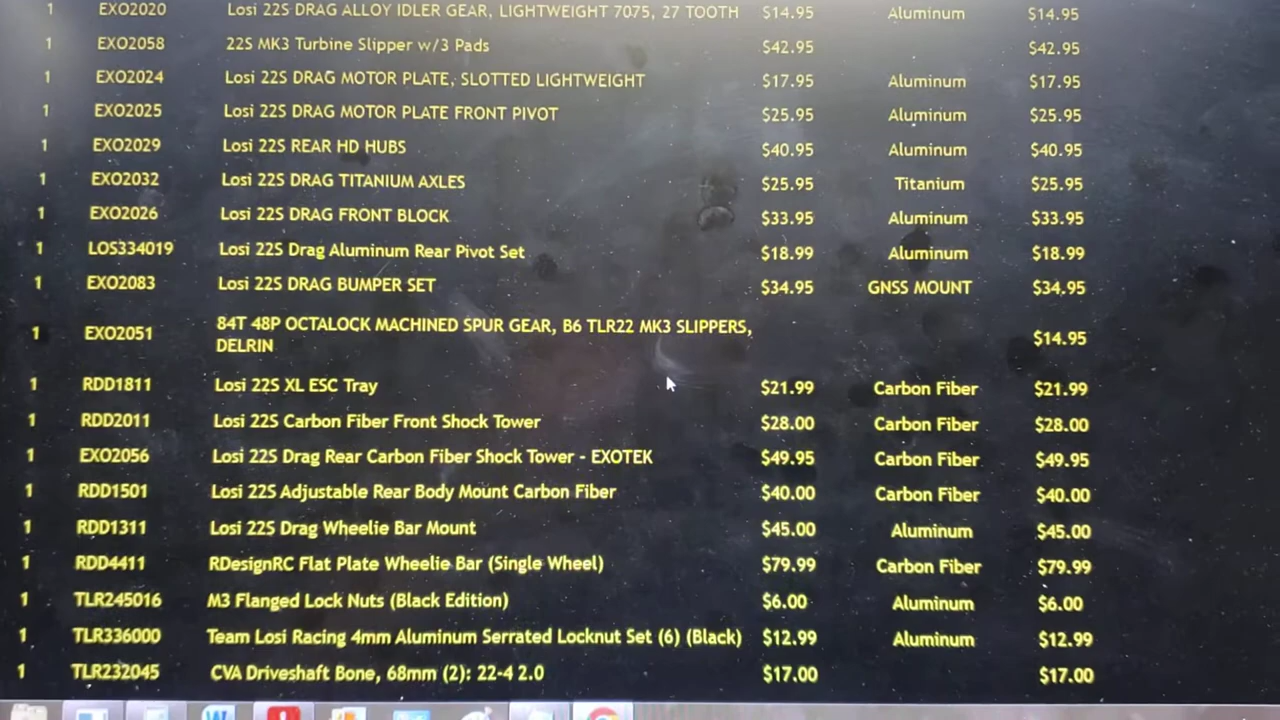 1 EXO2020 Losi 22S DRAG ALLOY IDLER GEAR, LIGHTWEIGHT 7075, 27 TOOTH $14.95 Aluminum $14.95
1 EXO2058 22S MK3 Turbine Slipper w/3 Pads $42.95 $42.95
1 EXO2024 Losi 22S DRAG MOTOR PLATE, SLOTTED LIGHTWEIGHT $17.95 Aluminum $17.95
1 EXO2025 Losi 22S DRAG MOTOR PLATE FRONT PIVOT $25.95 Aluminum $25.95
1 EXO2029 Losi 22S REAR HD HUBS $40.95 Aluminum $40.95
1 EXO2032 Losi 22S DRAG TITANIUM AXLES $25.95 Titanium $25.95
1 EXO2026 Losi 22S DRAG FRONT BLOCK $33.95 Aluminum $33.95
1 LOS334019 Losi 22S Drag Aluminum Rear Pivot Set $18.99 Aluminum $18.99
1 EXO2083 Losi 22S DRAG BUMPER SET $34.95 GNSS MOUNT $34.95
1 EXO2051 84T 48P OCTALOCK MACHINED SPUR GEAR, B6 TLR22 MK3 SLIPPERS, $14.95
DELRIN
1 RDD1811 Losi 22S XL ESC Tray $21.99 Carbon Fiber $21.99
1 RDD2011 Losi 22S Carbon Fiber Front Shock Tower $28.00 Carbon Fiber $28.00
1 EXO2056 Losi 22S Drag Rear Carbon Fiber Shock Tower - EXOTEK $49.95 Carbon Fiber $49.95
1 RDD1501 Losi 22S Adjustable Rear Body Mount Carbon Fiber $40.00 Carbon Fiber $40.00
1 RDD1311 Losi 22S Drag Wheelie Bar Mount $45.00 Aluminum $45.00
1 RDD4411 RDesignRC Flat Plate Wheelie Bar (Single Wheel) $79.99 Carbon Fiber $79.99
1 TLR245016 M3 Flanged Lock Nuts (Black Edition) $6.00 Aluminum $6.00
1 TLR336000 Team Losi Racing 4mm Aluminum Serrated Locknut Set (6) (Black) $12.99 Aluminum $12.99
1 TLR232045 CVA Driveshaft Bone, 68mm (2): 22-4 2.0 $17.00 $17.00